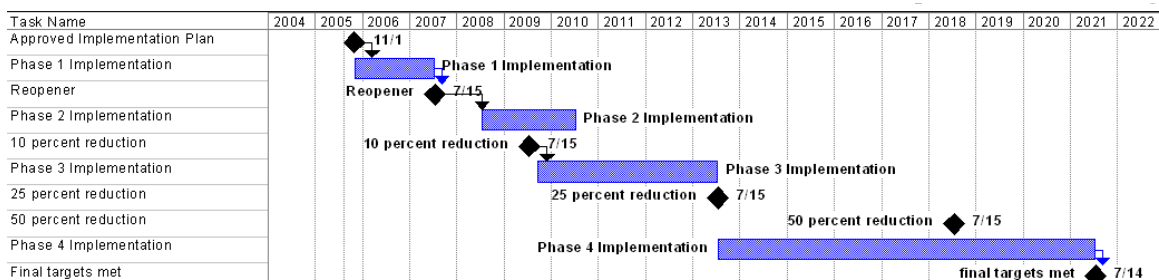 Task Name 2004 2005 2006 2007 2008 2009 2010 2011 2012 2013 2014 2015 2016 2017 2018 2019 2020 2021 2022
Approved Implementation Plan 11/1
Phase 1 Implementation Phase 1 Implementation
Reopener Reopener 7/15
Phase 2 Implementation Phase 2 Implementation
10 percent reduction 10 percent reduction 7/15
Phase 3 Implementation Phase 3 Implementation
25 percent reduction 25 percent reduction 7/15
50 percent reduction 50 percent reduction 7/15
Phase 4 Implementation Phase 4 Implementation
Final targets met final targets met 7/14